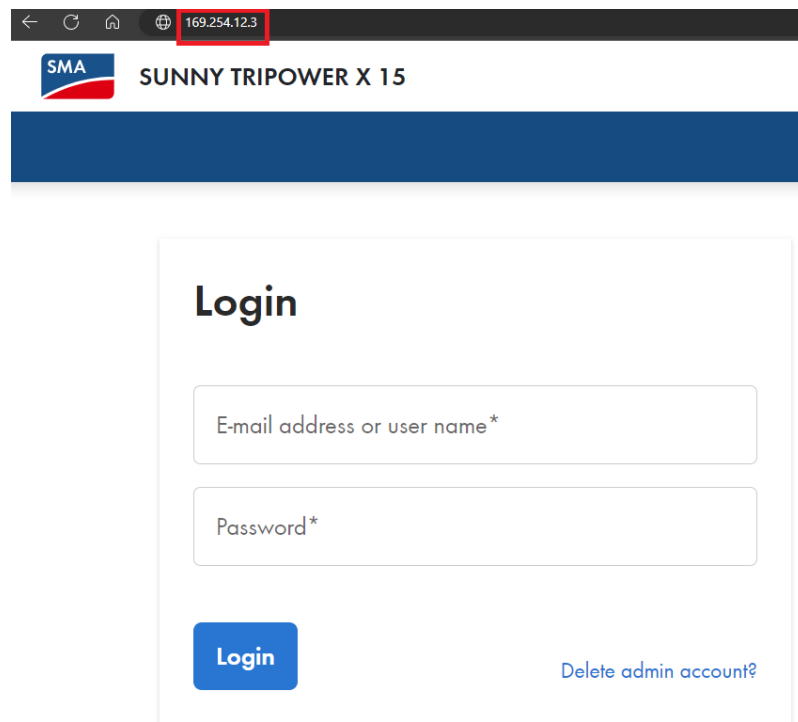 169.254.12.3
SMA
SUNNY TRIPOWER X 15
Login
E-mail address or user name*
Password*
Login
Delete admin account?